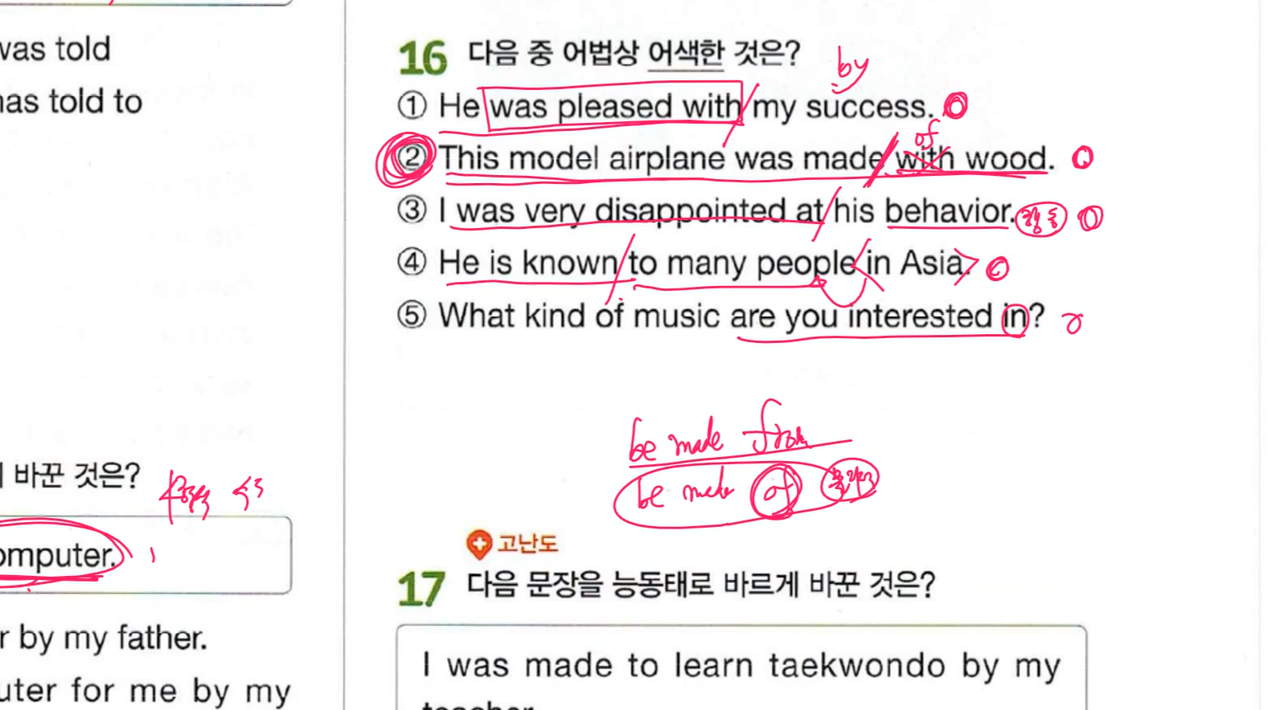 was told
has told to
바꾼 것은?
computer.
r by my father.
uter for me by my
16 다음 중 어법상 어색한 것은?
by
① He was pleased with my success.
of
② This model airplane was made with wood.
③ I was very disappointed at his behavior. 행동
④ He is known to many people in Asia.
⑤ What kind of music are you interested in?
be made from
be made of
고난도
17 다음 문장을 능동태로 바르게 바꾼 것은?
I was made to learn taekwondo by my
teacher.